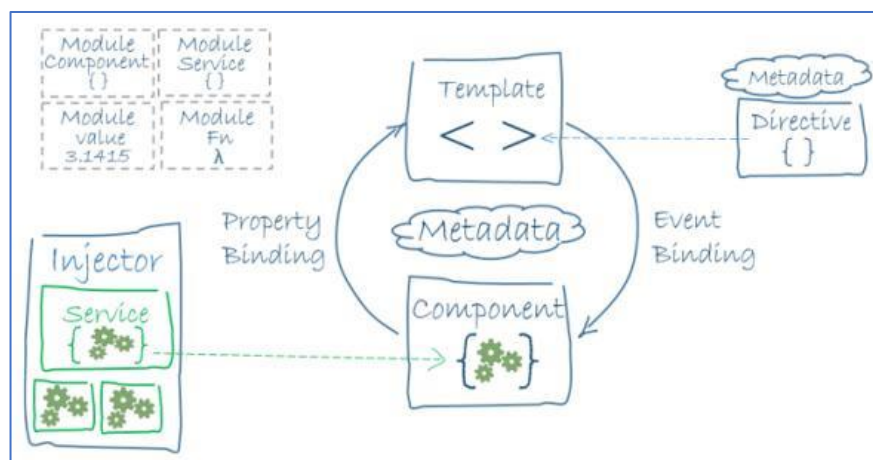 Module
Component
{ }
Module
Service
{ }
Module
value
3.1415
Module
Fn
λ
Template
< >
Metadata
Directive
{ }
Property
Binding
Metadata
Event
Binding
Injector
Service
{ }
Component
{ }